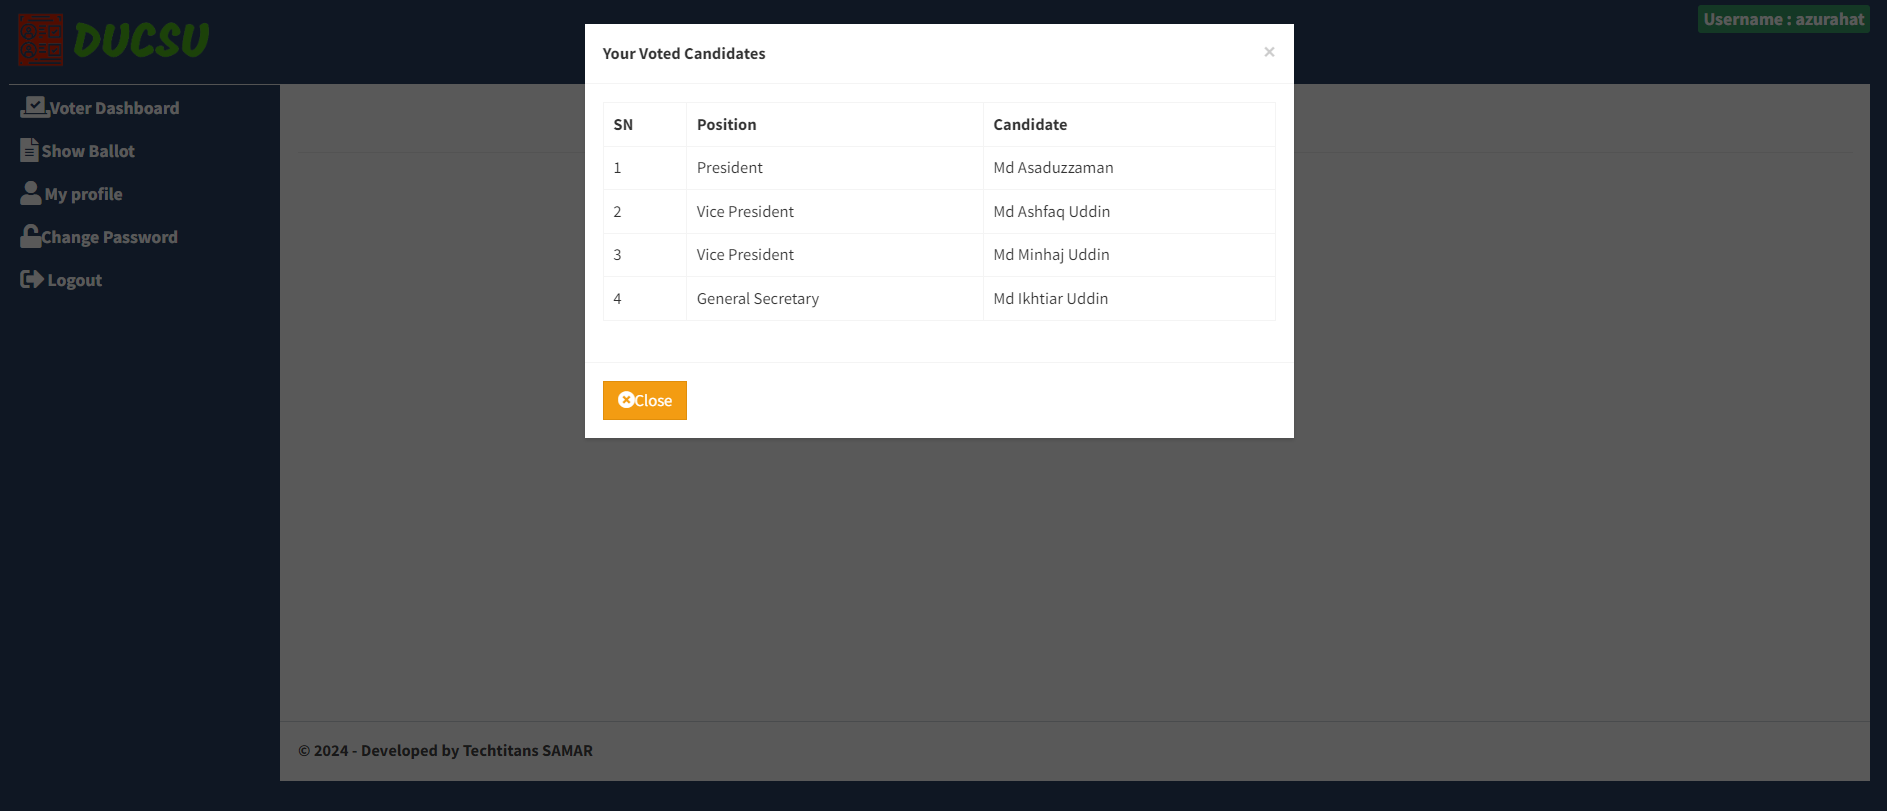 DUCSU
Username : azurahat
Voter Dashboard
Show Ballot
My profile
Change Password
Logout
Your Voted Candidates ×
SN Position Candidate
1 President Md Asaduzzaman
2 Vice President Md Ashfaq Uddin
3 Vice President Md Minhaj Uddin
4 General Secretary Md Ikhtiar Uddin
Close
© 2024 - Developed by Techtitans SAMAR